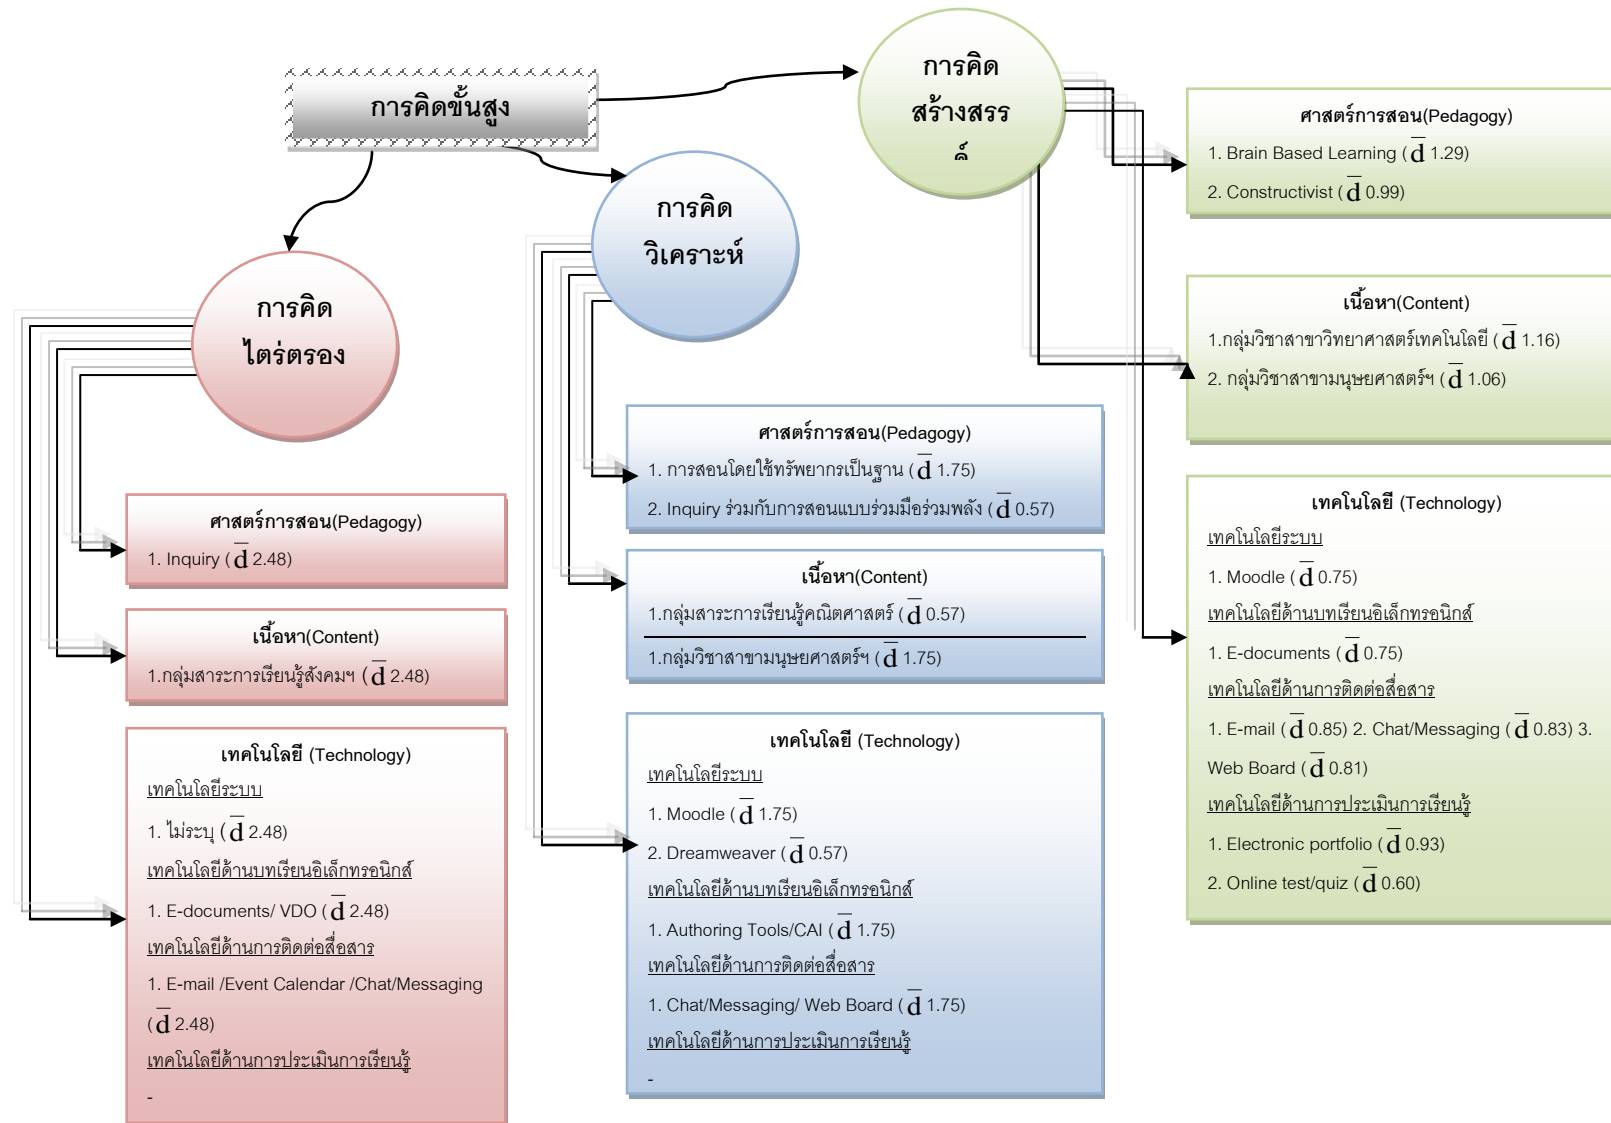 การคิดขั้นสูง
การคิด
ไตร่ตรอง
ศาสตร์การสอน(Pedagogy)
1. Inquiry ( d̅ 2.48)
เนื้อหา(Content)
1.กลุ่มสาระการเรียนรู้สังคมฯ ( d̅ 2.48)
เทคโนโลยี (Technology)
เทคโนโลยีระบบ
1. ไม่ระบุ ( d̅ 2.48)
เทคโนโลยีด้านบทเรียนอิเล็กทรอนิกส์
1. E-documents/ VDO ( d̅ 2.48)
เทคโนโลยีด้านการติดต่อสื่อสาร
1. E-mail /Event Calendar /Chat/Messaging
( d̅ 2.48)
เทคโนโลยีด้านการประเมินการเรียนรู้
-
การคิด
วิเคราะห์
ศาสตร์การสอน(Pedagogy)
1. การสอนโดยใช้ทรัพยากรเป็นฐาน ( d̅ 1.75)
2. Inquiry ร่วมกับการสอนแบบร่วมมือร่วมพลัง ( d̅ 0.57)
เนื้อหา(Content)
1.กลุ่มสาระการเรียนรู้คณิตศาสตร์ ( d̅ 0.57)
1.กลุ่มวิชาสาขามนุษยศาสตร์ฯ ( d̅ 1.75)
เทคโนโลยี (Technology)
เทคโนโลยีระบบ
1. Moodle ( d̅ 1.75)
2. Dreamweaver ( d̅ 0.57)
เทคโนโลยีด้านบทเรียนอิเล็กทรอนิกส์
1. Authoring Tools/CAI ( d̅ 1.75)
เทคโนโลยีด้านการติดต่อสื่อสาร
1. Chat/Messaging/ Web Board ( d̅ 1.75)
เทคโนโลยีด้านการประเมินการเรียนรู้
-
การคิด
สร้างสรร
ค์
ศาสตร์การสอน(Pedagogy)
1. Brain Based Learning ( d̅ 1.29)
2. Constructivist ( d̅ 0.99)
เนื้อหา(Content)
1.กลุ่มวิชาสาขาวิทยาศาสตร์เทคโนโลยี ( d̅ 1.16)
2. กลุ่มวิชาสาขามนุษยศาสตร์ฯ ( d̅ 1.06)
เทคโนโลยี (Technology)
เทคโนโลยีระบบ
1. Moodle ( d̅ 0.75)
เทคโนโลยีด้านบทเรียนอิเล็กทรอนิกส์
1. E-documents ( d̅ 0.75)
เทคโนโลยีด้านการติดต่อสื่อสาร
1. E-mail ( d̅ 0.85) 2. Chat/Messaging ( d̅ 0.83) 3.
Web Board ( d̅ 0.81)
เทคโนโลยีด้านการประเมินการเรียนรู้
1. Electronic portfolio ( d̅ 0.93)
2. Online test/quiz ( d̅ 0.60)